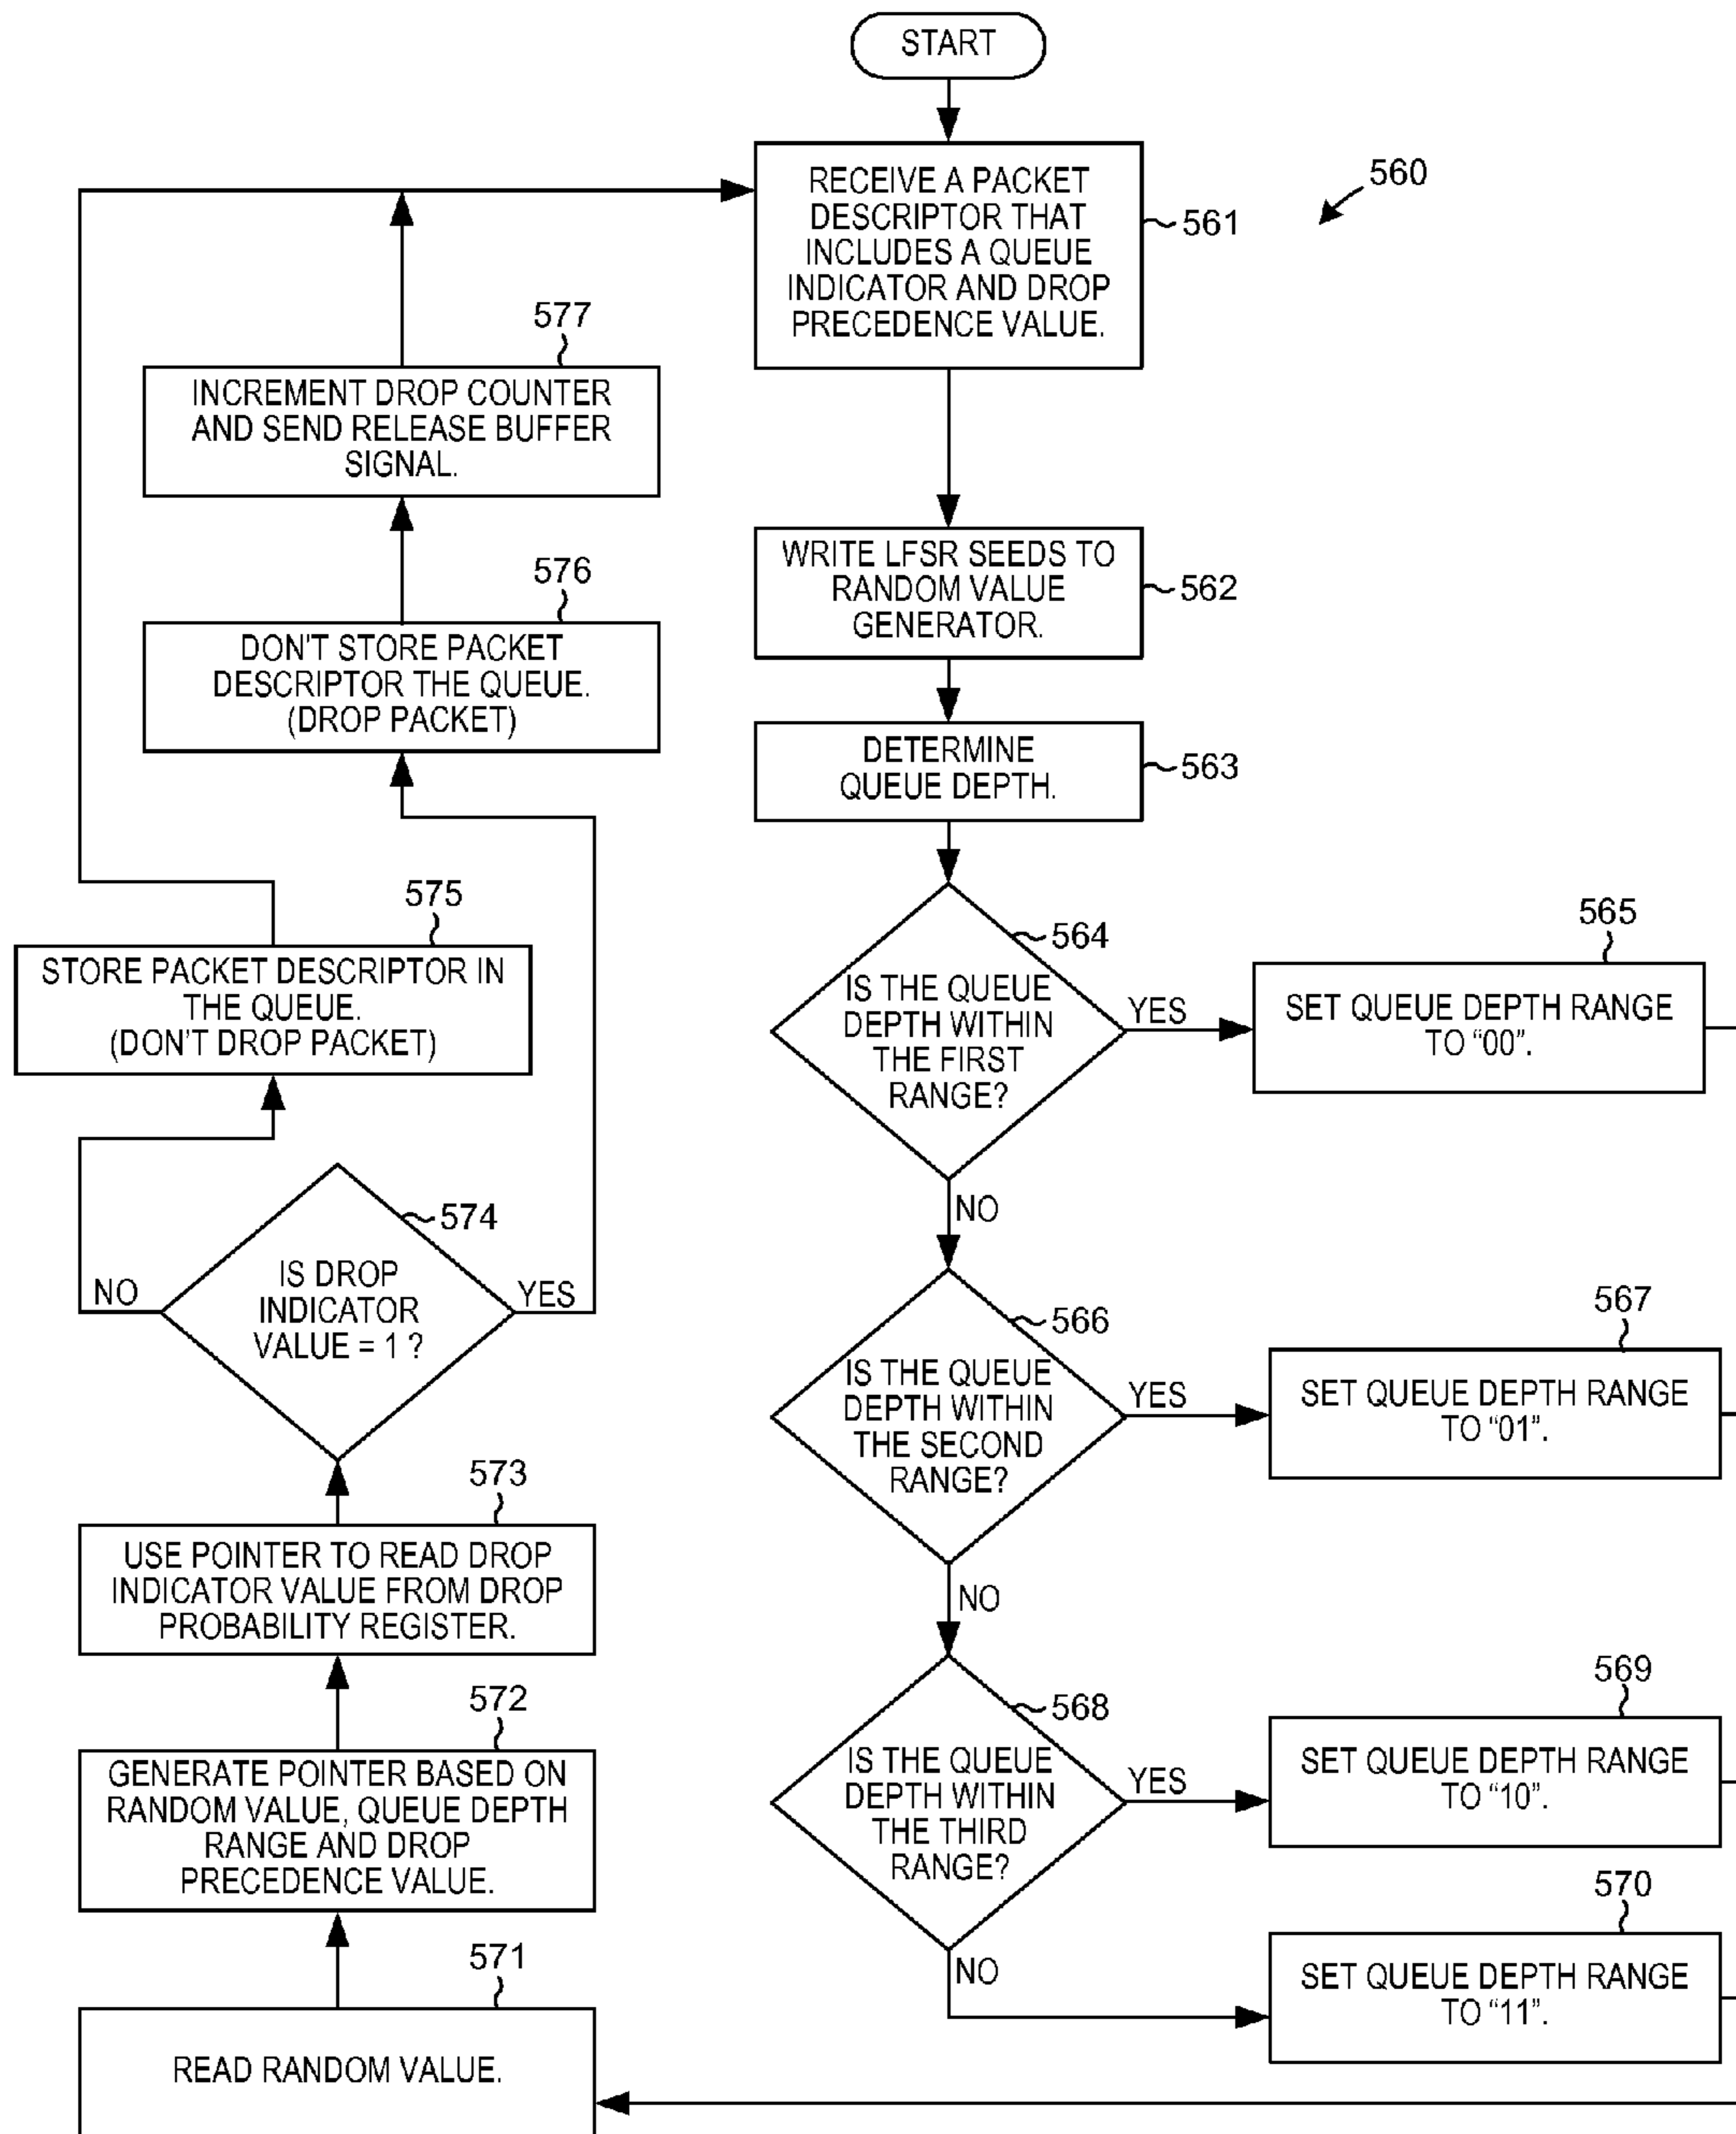 START
RECEIVE A PACKET
DESCRIPTOR THAT
INCLUDES A QUEUE
INDICATOR AND DROP
PRECEDENCE VALUE.
561
560
WRITE LFSR SEEDS TO
RANDOM VALUE
GENERATOR.
562
DETERMINE
QUEUE DEPTH.
563
564
IS THE QUEUE
DEPTH WITHIN
THE FIRST
RANGE?
YES
NO
565
SET QUEUE DEPTH RANGE
TO “00”.
566
IS THE QUEUE
DEPTH WITHIN
THE SECOND
RANGE?
YES
NO
567
SET QUEUE DEPTH RANGE
TO “01”.
568
IS THE QUEUE
DEPTH WITHIN
THE THIRD
RANGE?
YES
NO
569
SET QUEUE DEPTH RANGE
TO “10”.
570
SET QUEUE DEPTH RANGE
TO “11”.
571
READ RANDOM VALUE.
572
GENERATE POINTER BASED ON
RANDOM VALUE, QUEUE DEPTH
RANGE AND DROP
PRECEDENCE VALUE.
573
USE POINTER TO READ DROP
INDICATOR VALUE FROM DROP
PROBABILITY REGISTER.
574
IS DROP
INDICATOR
VALUE = 1 ?
NO
YES
575
STORE PACKET DESCRIPTOR IN
THE QUEUE.
(DON'T DROP PACKET)
576
DON'T STORE PACKET
DESCRIPTOR THE QUEUE.
(DROP PACKET)
577
INCREMENT DROP COUNTER
AND SEND RELEASE BUFFER
SIGNAL.